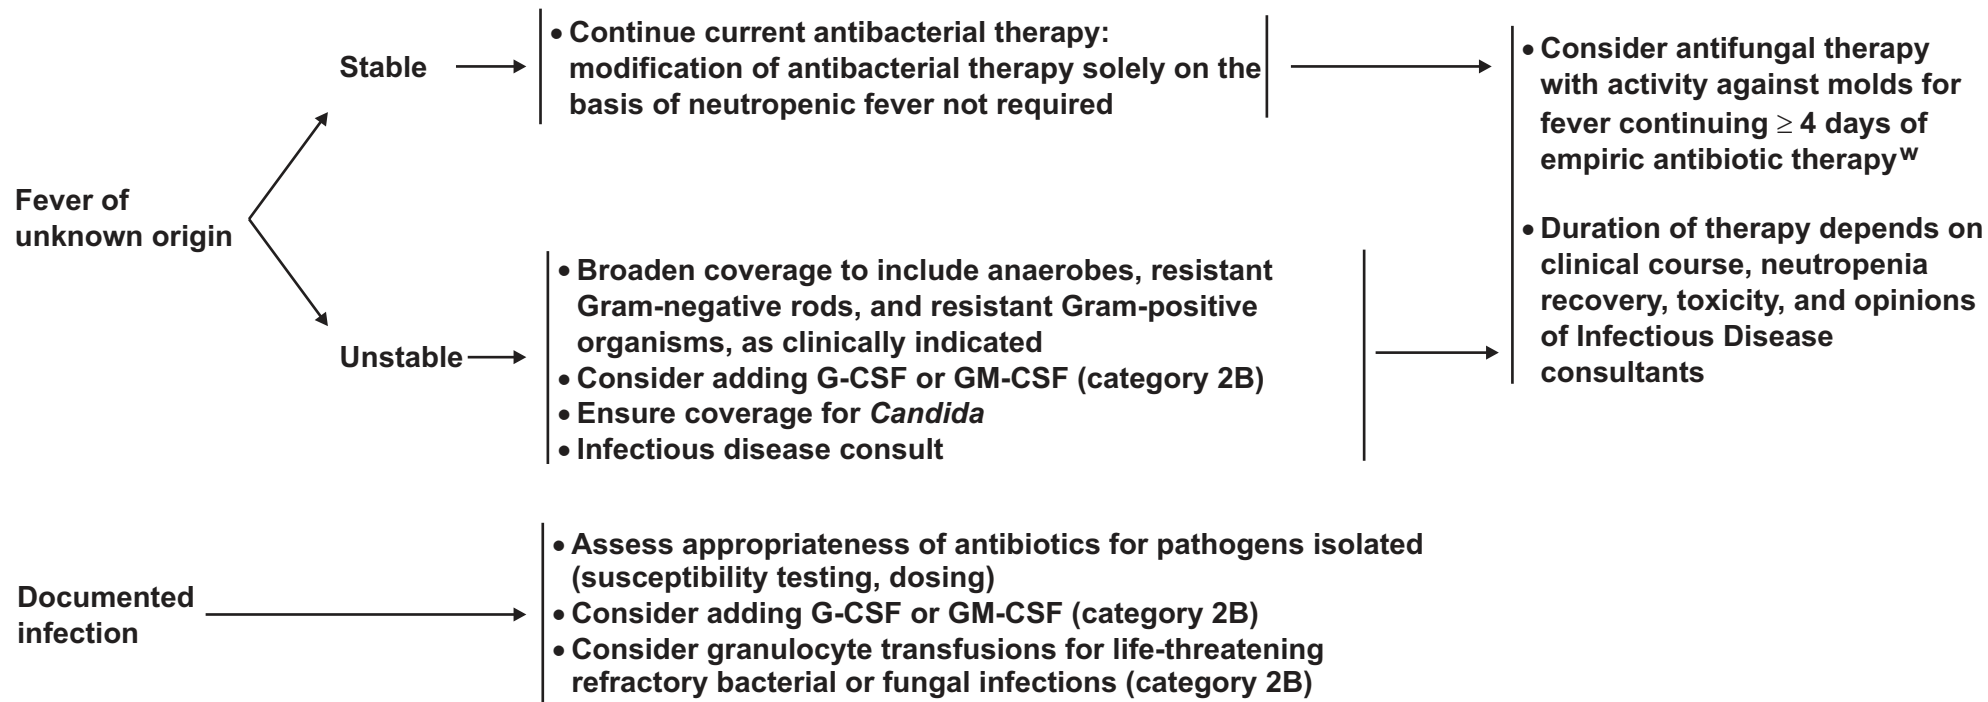 Fever of
unknown origin
Stable
• Continue current antibacterial therapy:
modification of antibacterial therapy solely on the
basis of neutropenic fever not required
Unstable
• Broaden coverage to include anaerobes, resistant
Gram-negative rods, and resistant Gram-positive
organisms, as clinically indicated
• Consider adding G-CSF or GM-CSF (category 2B)
• Ensure coverage for Candida
• Infectious disease consult
• Consider antifungal therapy
with activity against molds for
fever continuing ≥ 4 days of
empiric antibiotic therapyʷ
• Duration of therapy depends on
clinical course, neutropenia
recovery, toxicity, and opinions
of Infectious Disease
consultants
Documented
infection
• Assess appropriateness of antibiotics for pathogens isolated
(susceptibility testing, dosing)
• Consider adding G-CSF or GM-CSF (category 2B)
• Consider granulocyte transfusions for life-threatening
refractory bacterial or fungal infections (category 2B)